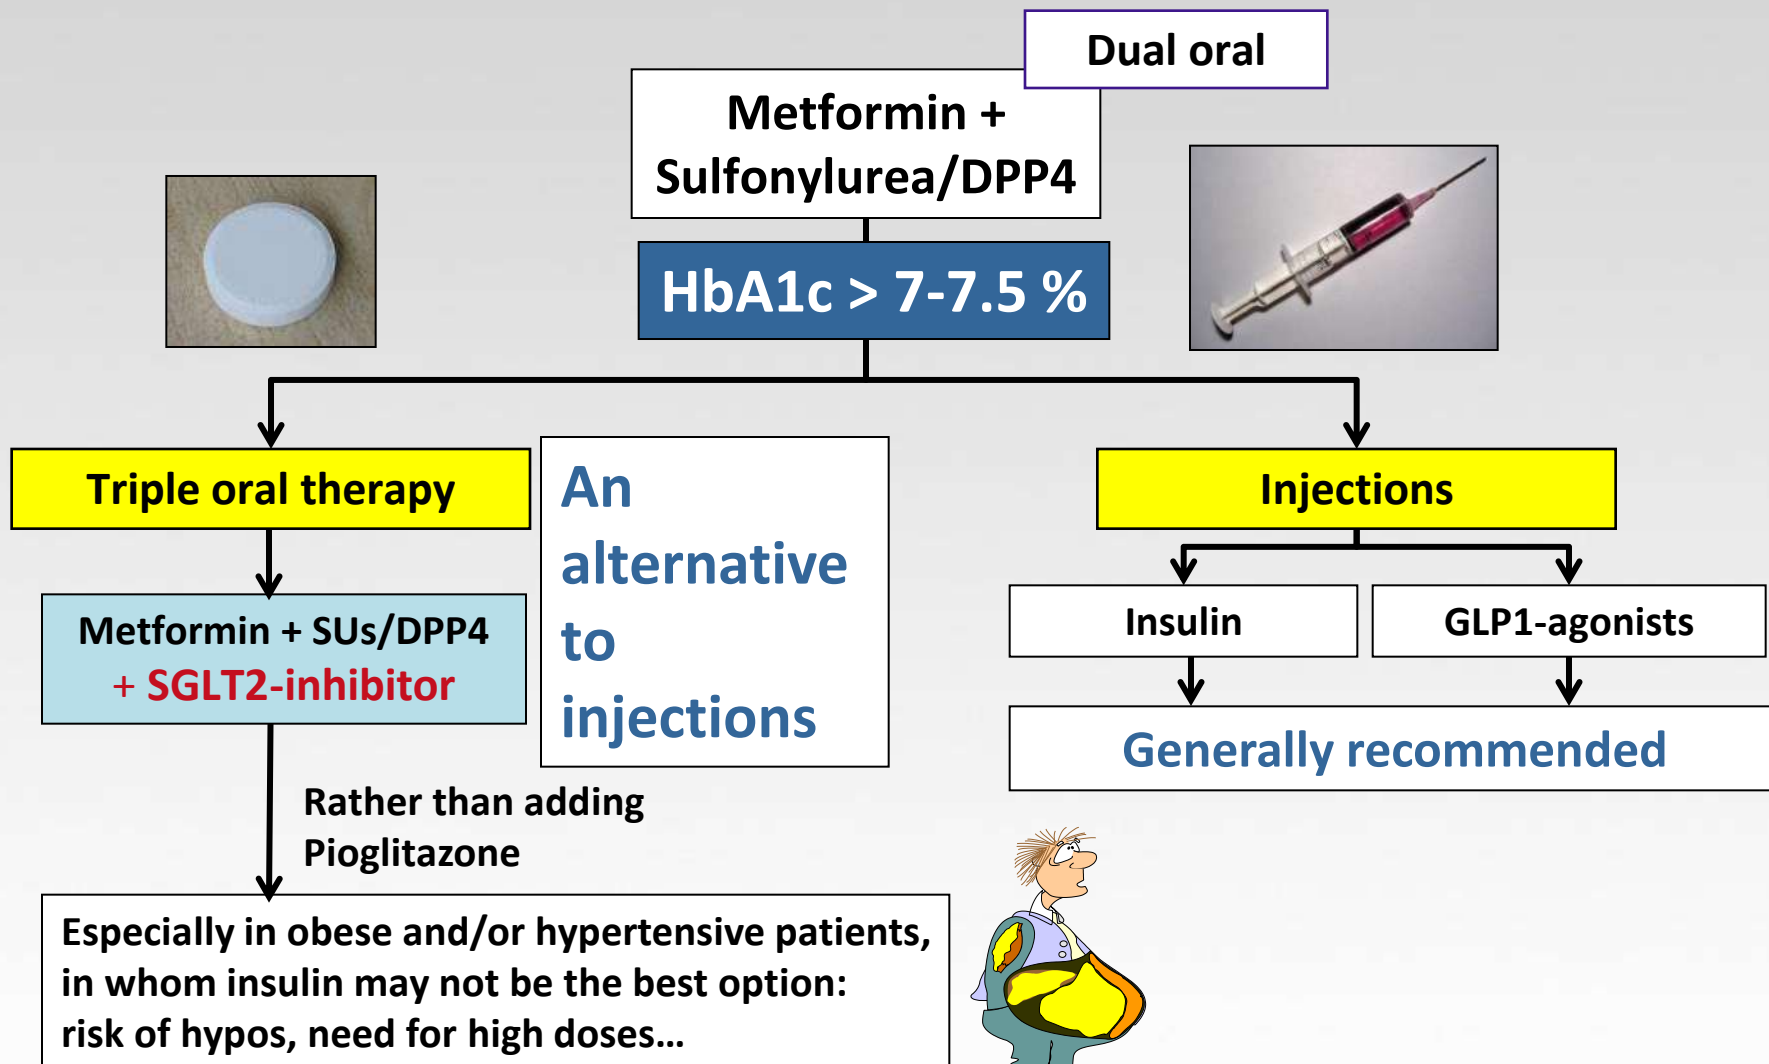 Dual oral
Metformin +
Sulfonylurea/DPP4
HbA1c > 7-7.5 %
Triple oral therapy
An
alternative
to
injections
Injections
Metformin + SUs/DPP4
+ SGLT2-inhibitor
Insulin
GLP1-agonists
Generally recommended
Rather than adding
Pioglitazone
Especially in obese and/or hypertensive patients,
in whom insulin may not be the best option:
risk of hypos, need for high doses...